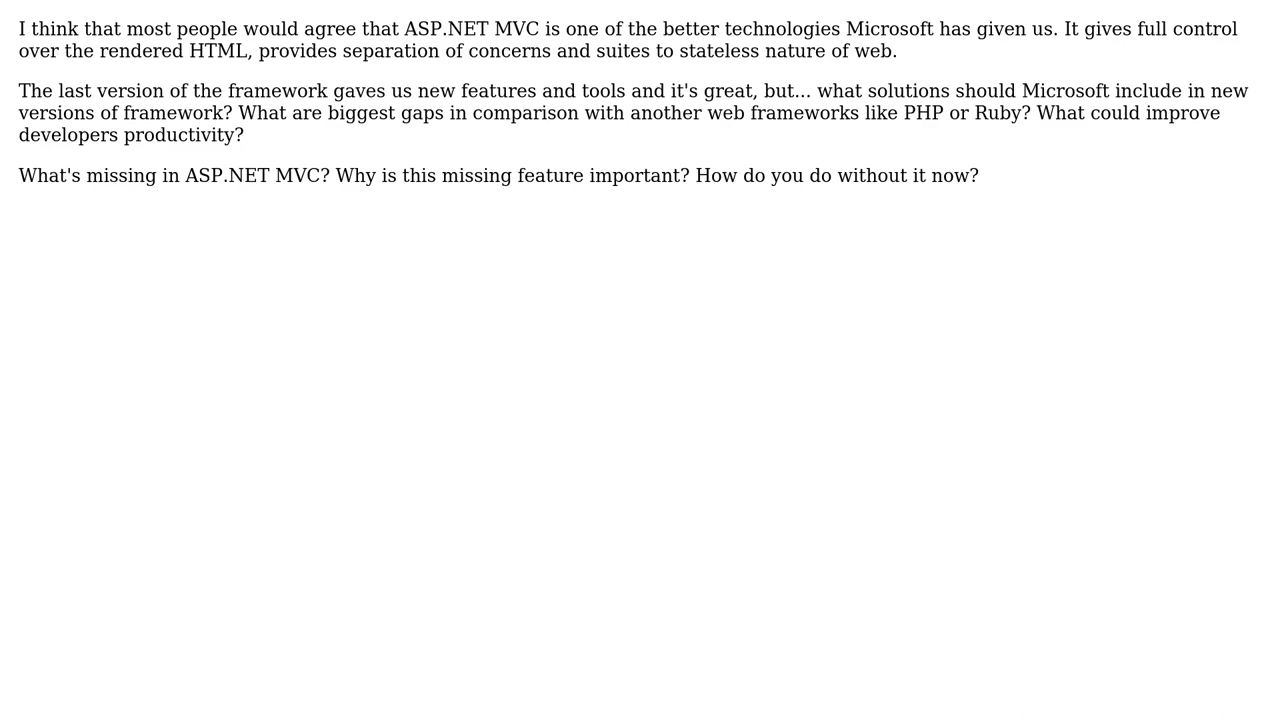 I think that most people would agree that ASP.NET MVC is one of the better technologies Microsoft has given us. It gives full control
over the rendered HTML, provides separation of concerns and suites to stateless nature of web.
The last version of the framework gaves us new features and tools and it's great, but... what solutions should Microsoft include in new
versions of framework? What are biggest gaps in comparison with another web frameworks like PHP or Ruby? What could improve
developers productivity?
What's missing in ASP.NET MVC? Why is this missing feature important? How do you do without it now?